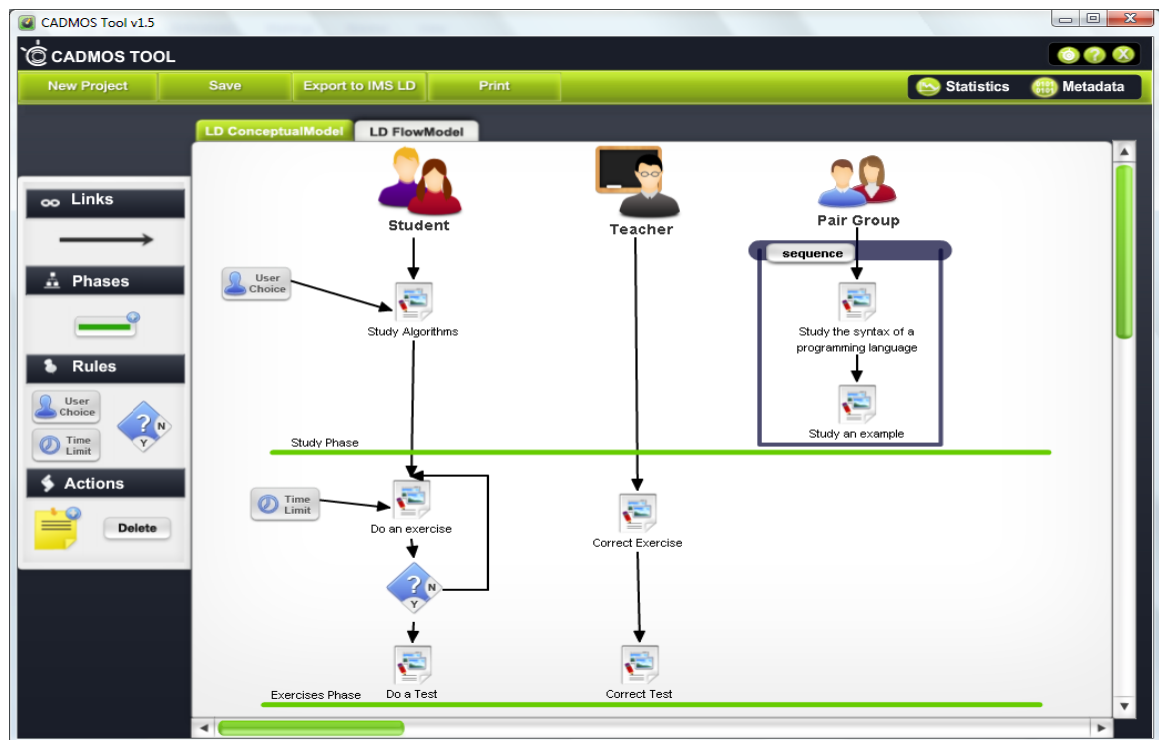 CADMOS Tool v1.5
CADMOS TOOL
New Project
Save
Export to IMS LD
Print
Statistics
Metadata
LD ConceptualModel
LD FlowModel
Links
Phases
Rules
User
Choice
Time
Limit
?
N
Y
Actions
Delete
Student
Teacher
Pair Group
sequence
User
Choice
Study Algorithms
Study the syntax of a
programming language
Study an example
Study Phase
Time
Limit
Do an exercise
Correct Exercise
?
N
Y
Exercises Phase
Do a Test
Correct Test